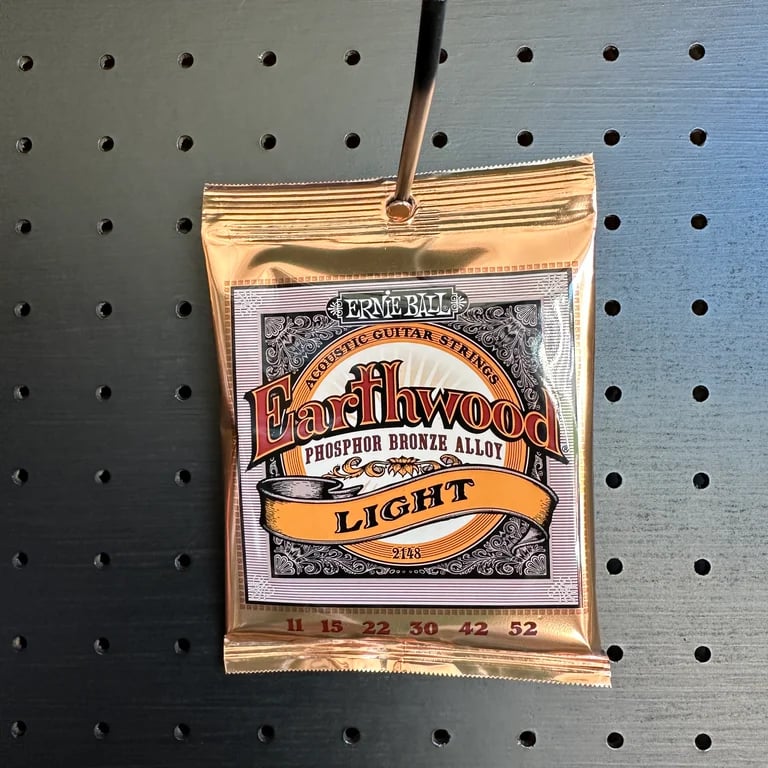 ERNIE BALL
ACOUSTIC GUITAR STRINGS
Earthwood
PHOSPHOR BRONZE ALLOY
LIGHT
2148
11 15 22 30 42 52